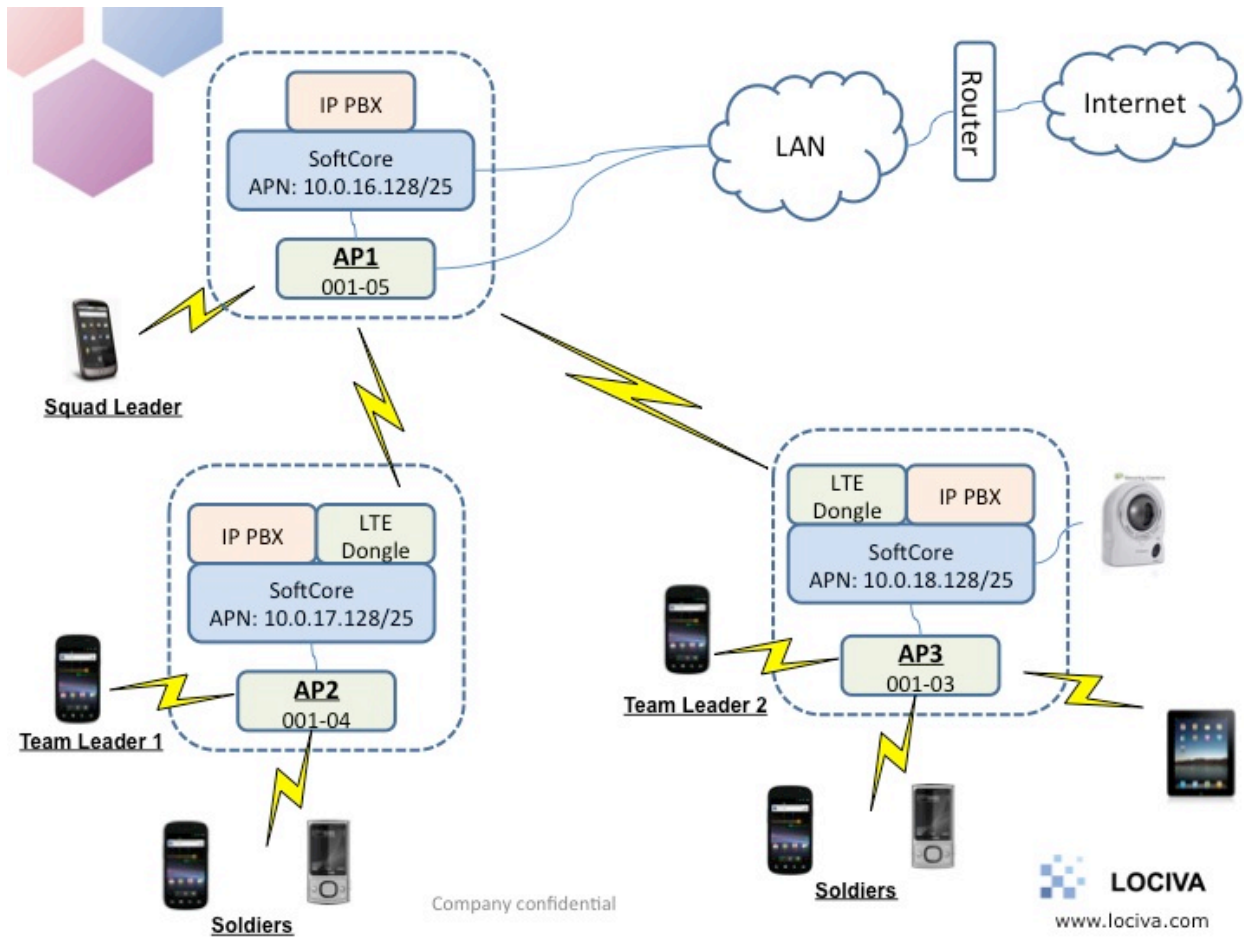 IP PBX
SoftCore
APN: 10.0.16.128/25
AP1
001-05
LAN
Router
Internet
Squad Leader
IP PBX
LTE
Dongle
SoftCore
APN: 10.0.17.128/25
AP2
001-04
Team Leader 1
Soldiers
LTE
Dongle
IP PBX
SoftCore
APN: 10.0.18.128/25
AP3
001-03
Team Leader 2
Soldiers
Company confidential
LOCIVA
www.lociva.com